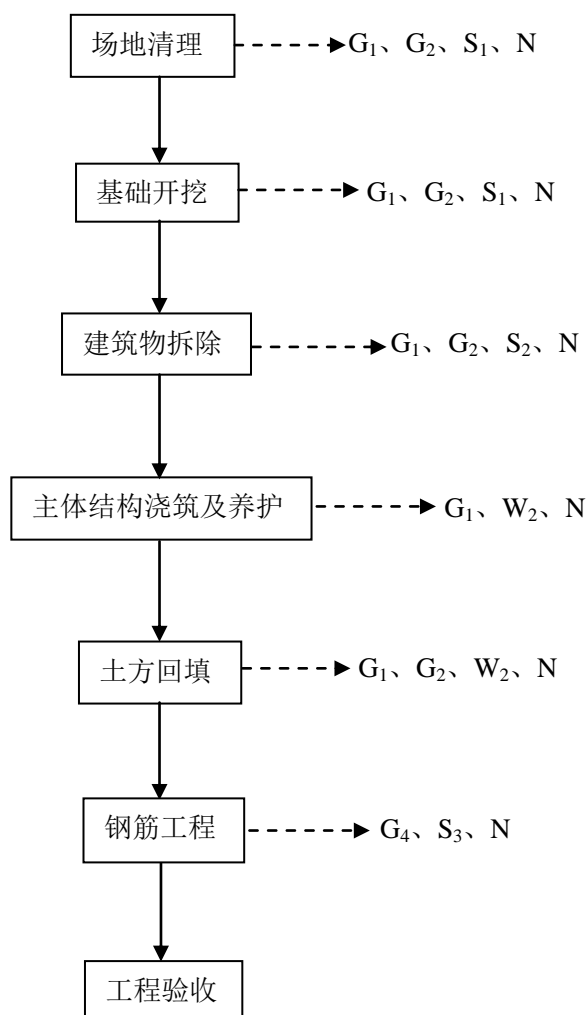 场地清理 G₁、G₂、S₁、N
基础开挖 G₁、G₂、S₁、N
建筑物拆除 G₁、G₂、S₂、N
主体结构浇筑及养护 G₁、W₂、N
土方回填 G₁、G₂、W₂、N
钢筋工程 G₄、S₃、N
工程验收